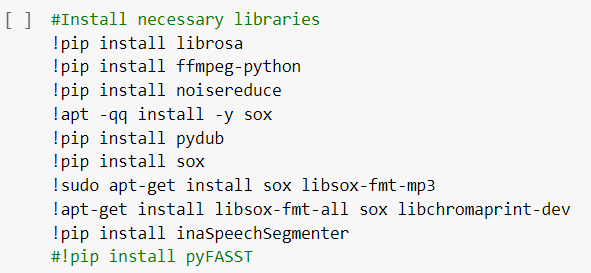 [ ] #Install necessary libraries
!pip install librosa
!pip install ffmpeg-python
!pip install noisereduce
!apt -qq install -y sox
!pip install pydub
!pip install sox
!sudo apt-get install sox libsox-fmt-mp3
!apt-get install libsox-fmt-all sox libchromaprint-dev
!pip install inaSpeechSegmenter
#!pip install pyFASST